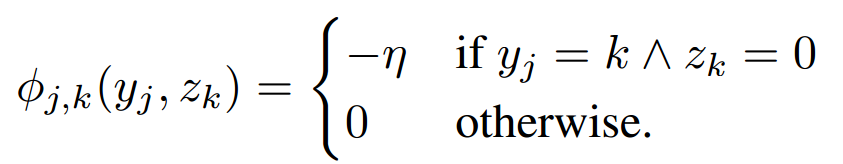 ϕ_{j,k}(y_j, z_k) = { −η if y_j = k ∧ z_k = 0
0 otherwise.